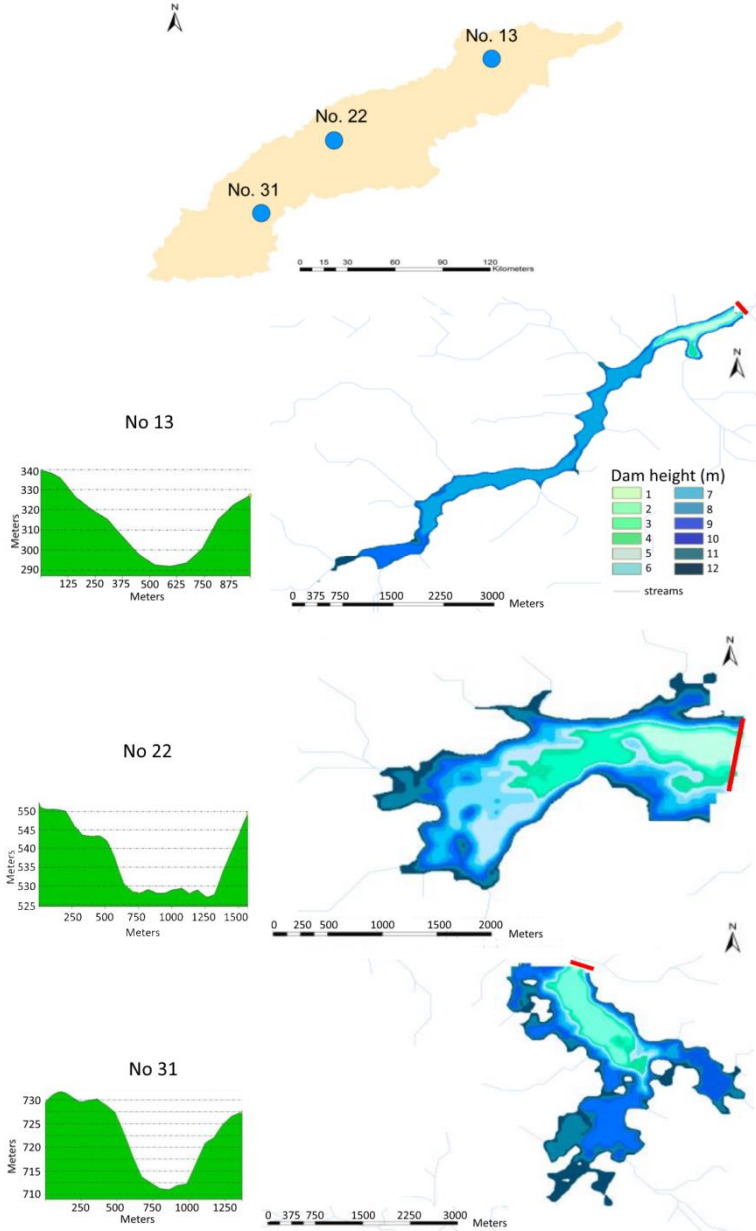 N
No. 13
No. 22
No. 31
0 15 30 60 90 120
Kilometers
N
No 13
340
330
320
310
300
290
Meters
125 250 375 500 625 750 875
Meters
Dam height (m)
1 7
2 8
3 9
4 10
5 11
6 12
streams
0 375 750 1500 2250 3000 Meters
N
No 22
550
545
540
535
530
525
Meters
250 500 750 1000 1250 1500
Meters
0 250 500 1000 1500 2000 Meters
N
No 31
730
725
720
715
710
Meters
250 500 750 1000 1250
Meters
0 375 750 1500 2250 3000 Meters